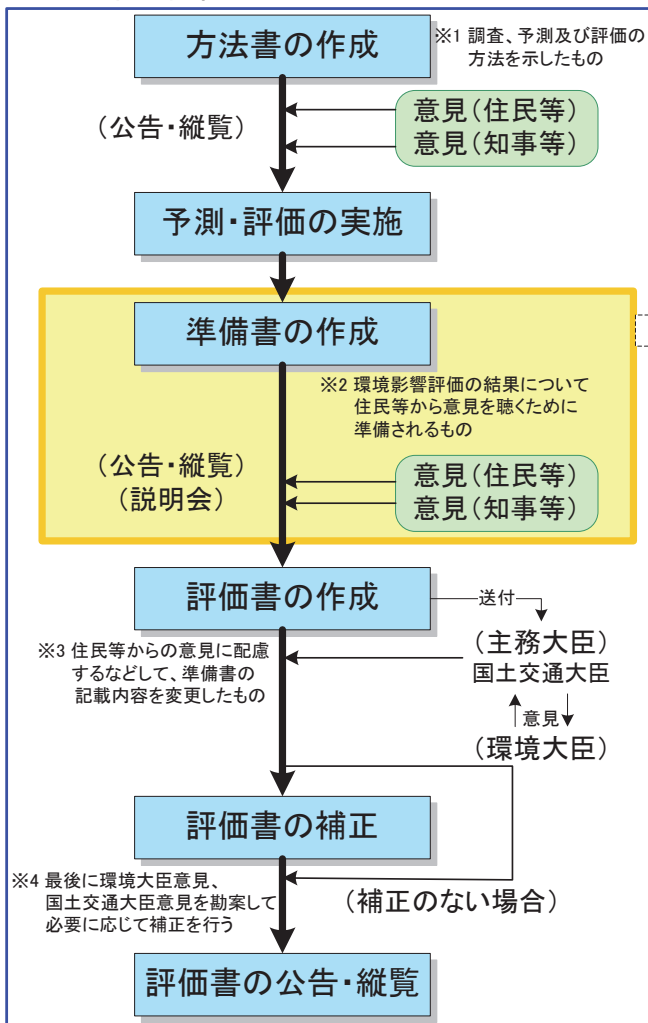 方法書の作成
※1 調査、予測及び評価の
方法を示したもの
(公告・縦覧)
意見(住民等)
意見(知事等)
予測・評価の実施
準備書の作成
※2 環境影響評価の結果について
住民等から意見を聴くために
準備されるもの
(公告・縦覧)
(説明会)
意見(住民等)
意見(知事等)
評価書の作成
送付
※3 住民等からの意見に配慮
するなどして、準備書の
記載内容を変更したもの
(主務大臣)
国土交通大臣
意見
(環境大臣)
評価書の補正
※4 最後に環境大臣意見、
国土交通大臣意見を勘案して
必要に応じて補正を行う
(補正のない場合)
評価書の公告・縦覧